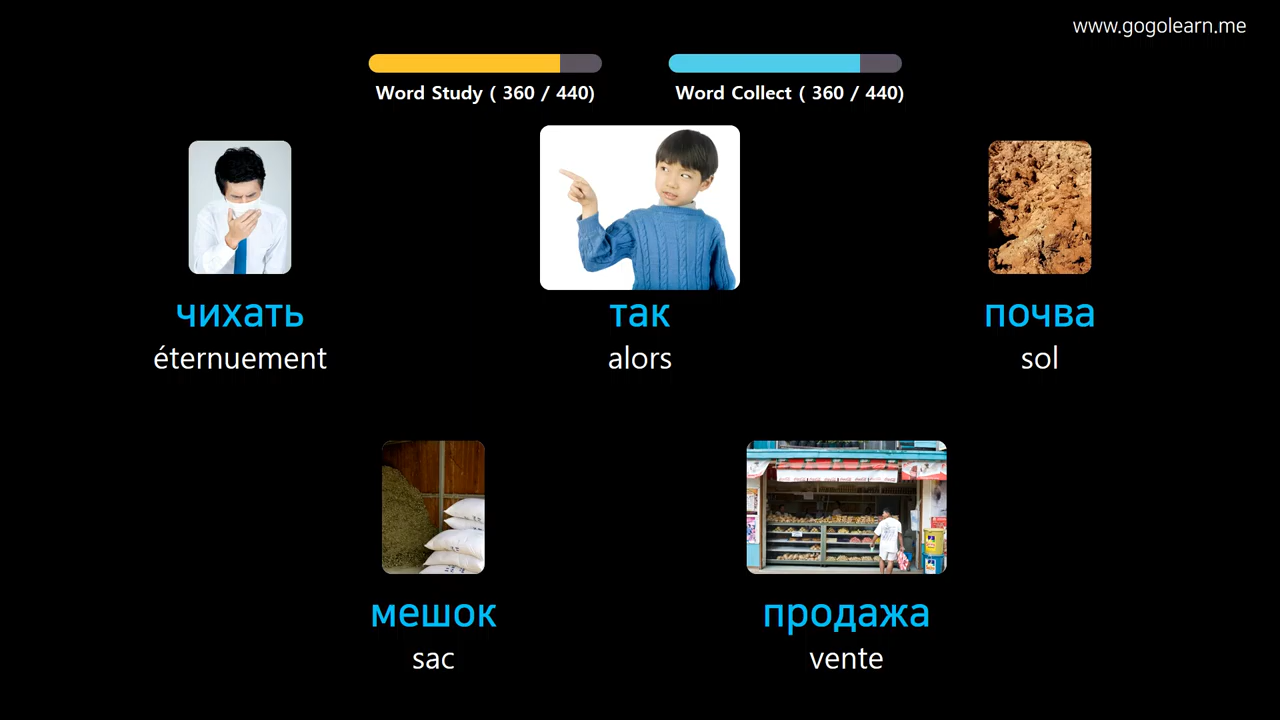 www.gogolearn.me
Word Study ( 360 / 440)
Word Collect ( 360 / 440)
чихать
éternuement
так
alors
почва
sol
мешок
sac
продажа
vente